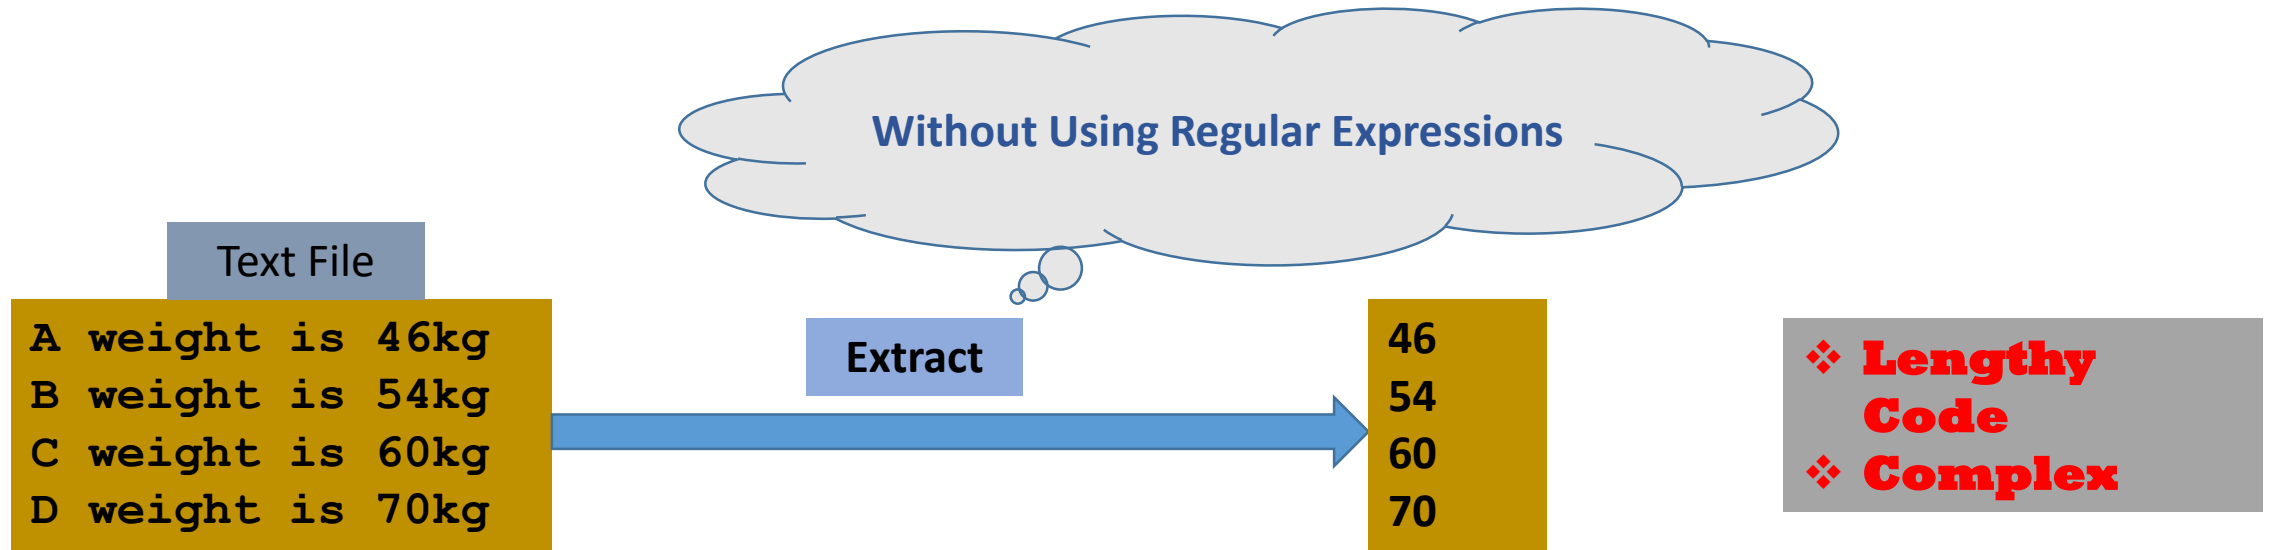 Without Using Regular Expressions
Text File
A weight is 46kg
B weight is 54kg
C weight is 60kg
D weight is 70kg
Extract
46
54
60
70
❖ Lengthy
Code
❖ Complex